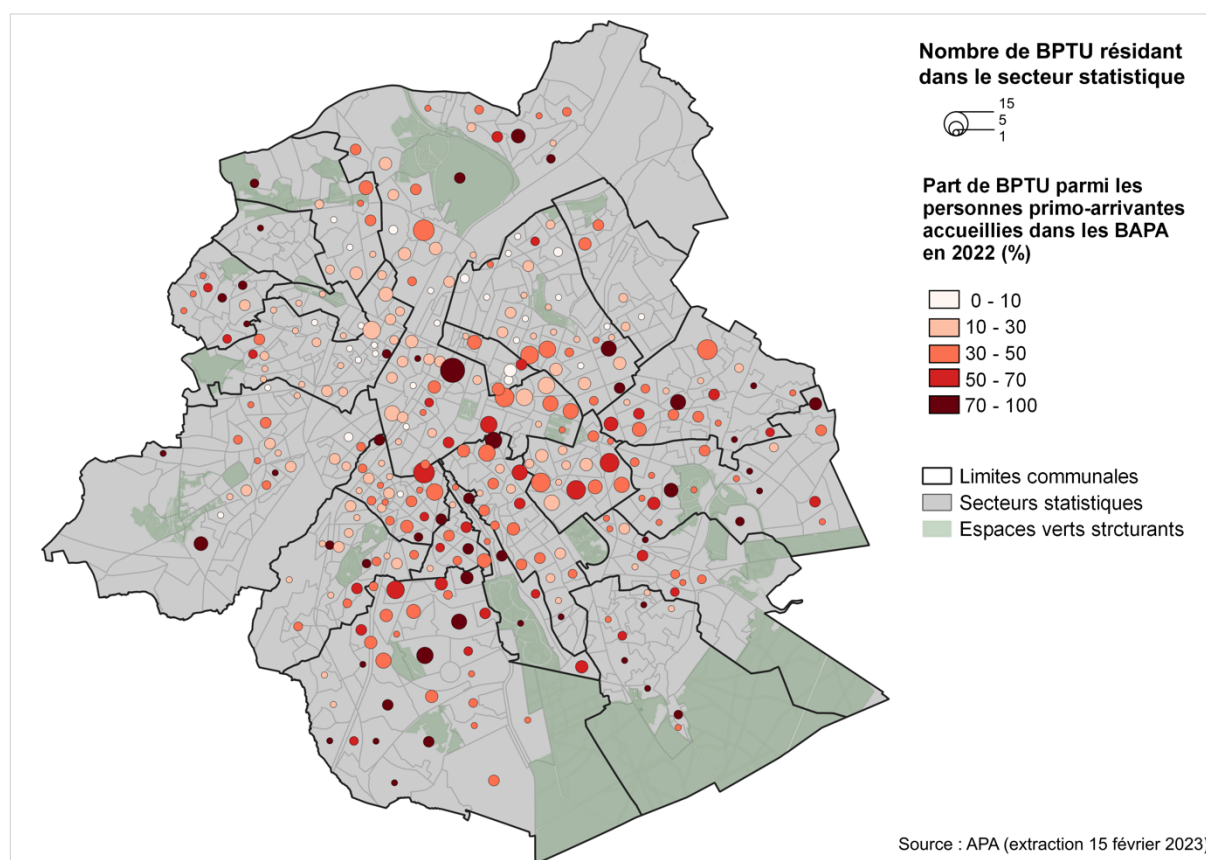 Nombre de BPTU résidant
dans le secteur statistique
15
5
1
Part de BPTU parmi les
personnes primo-arrivantes
accueillies dans les BAPA
en 2022 (%)
0 - 10
10 - 30
30 - 50
50 - 70
70 - 100
Limites communales
Secteurs statistiques
Espaces verts strcturants
Source : APA (extraction 15 février 2023)